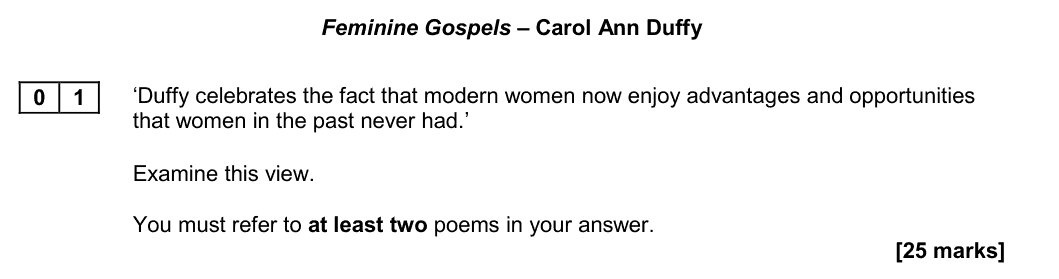 Feminine Gospels – Carol Ann Duffy
0 1 ‘Duffy celebrates the fact that modern women now enjoy advantages and opportunities
that women in the past never had.’
Examine this view.
You must refer to at least two poems in your answer.
[25 marks]